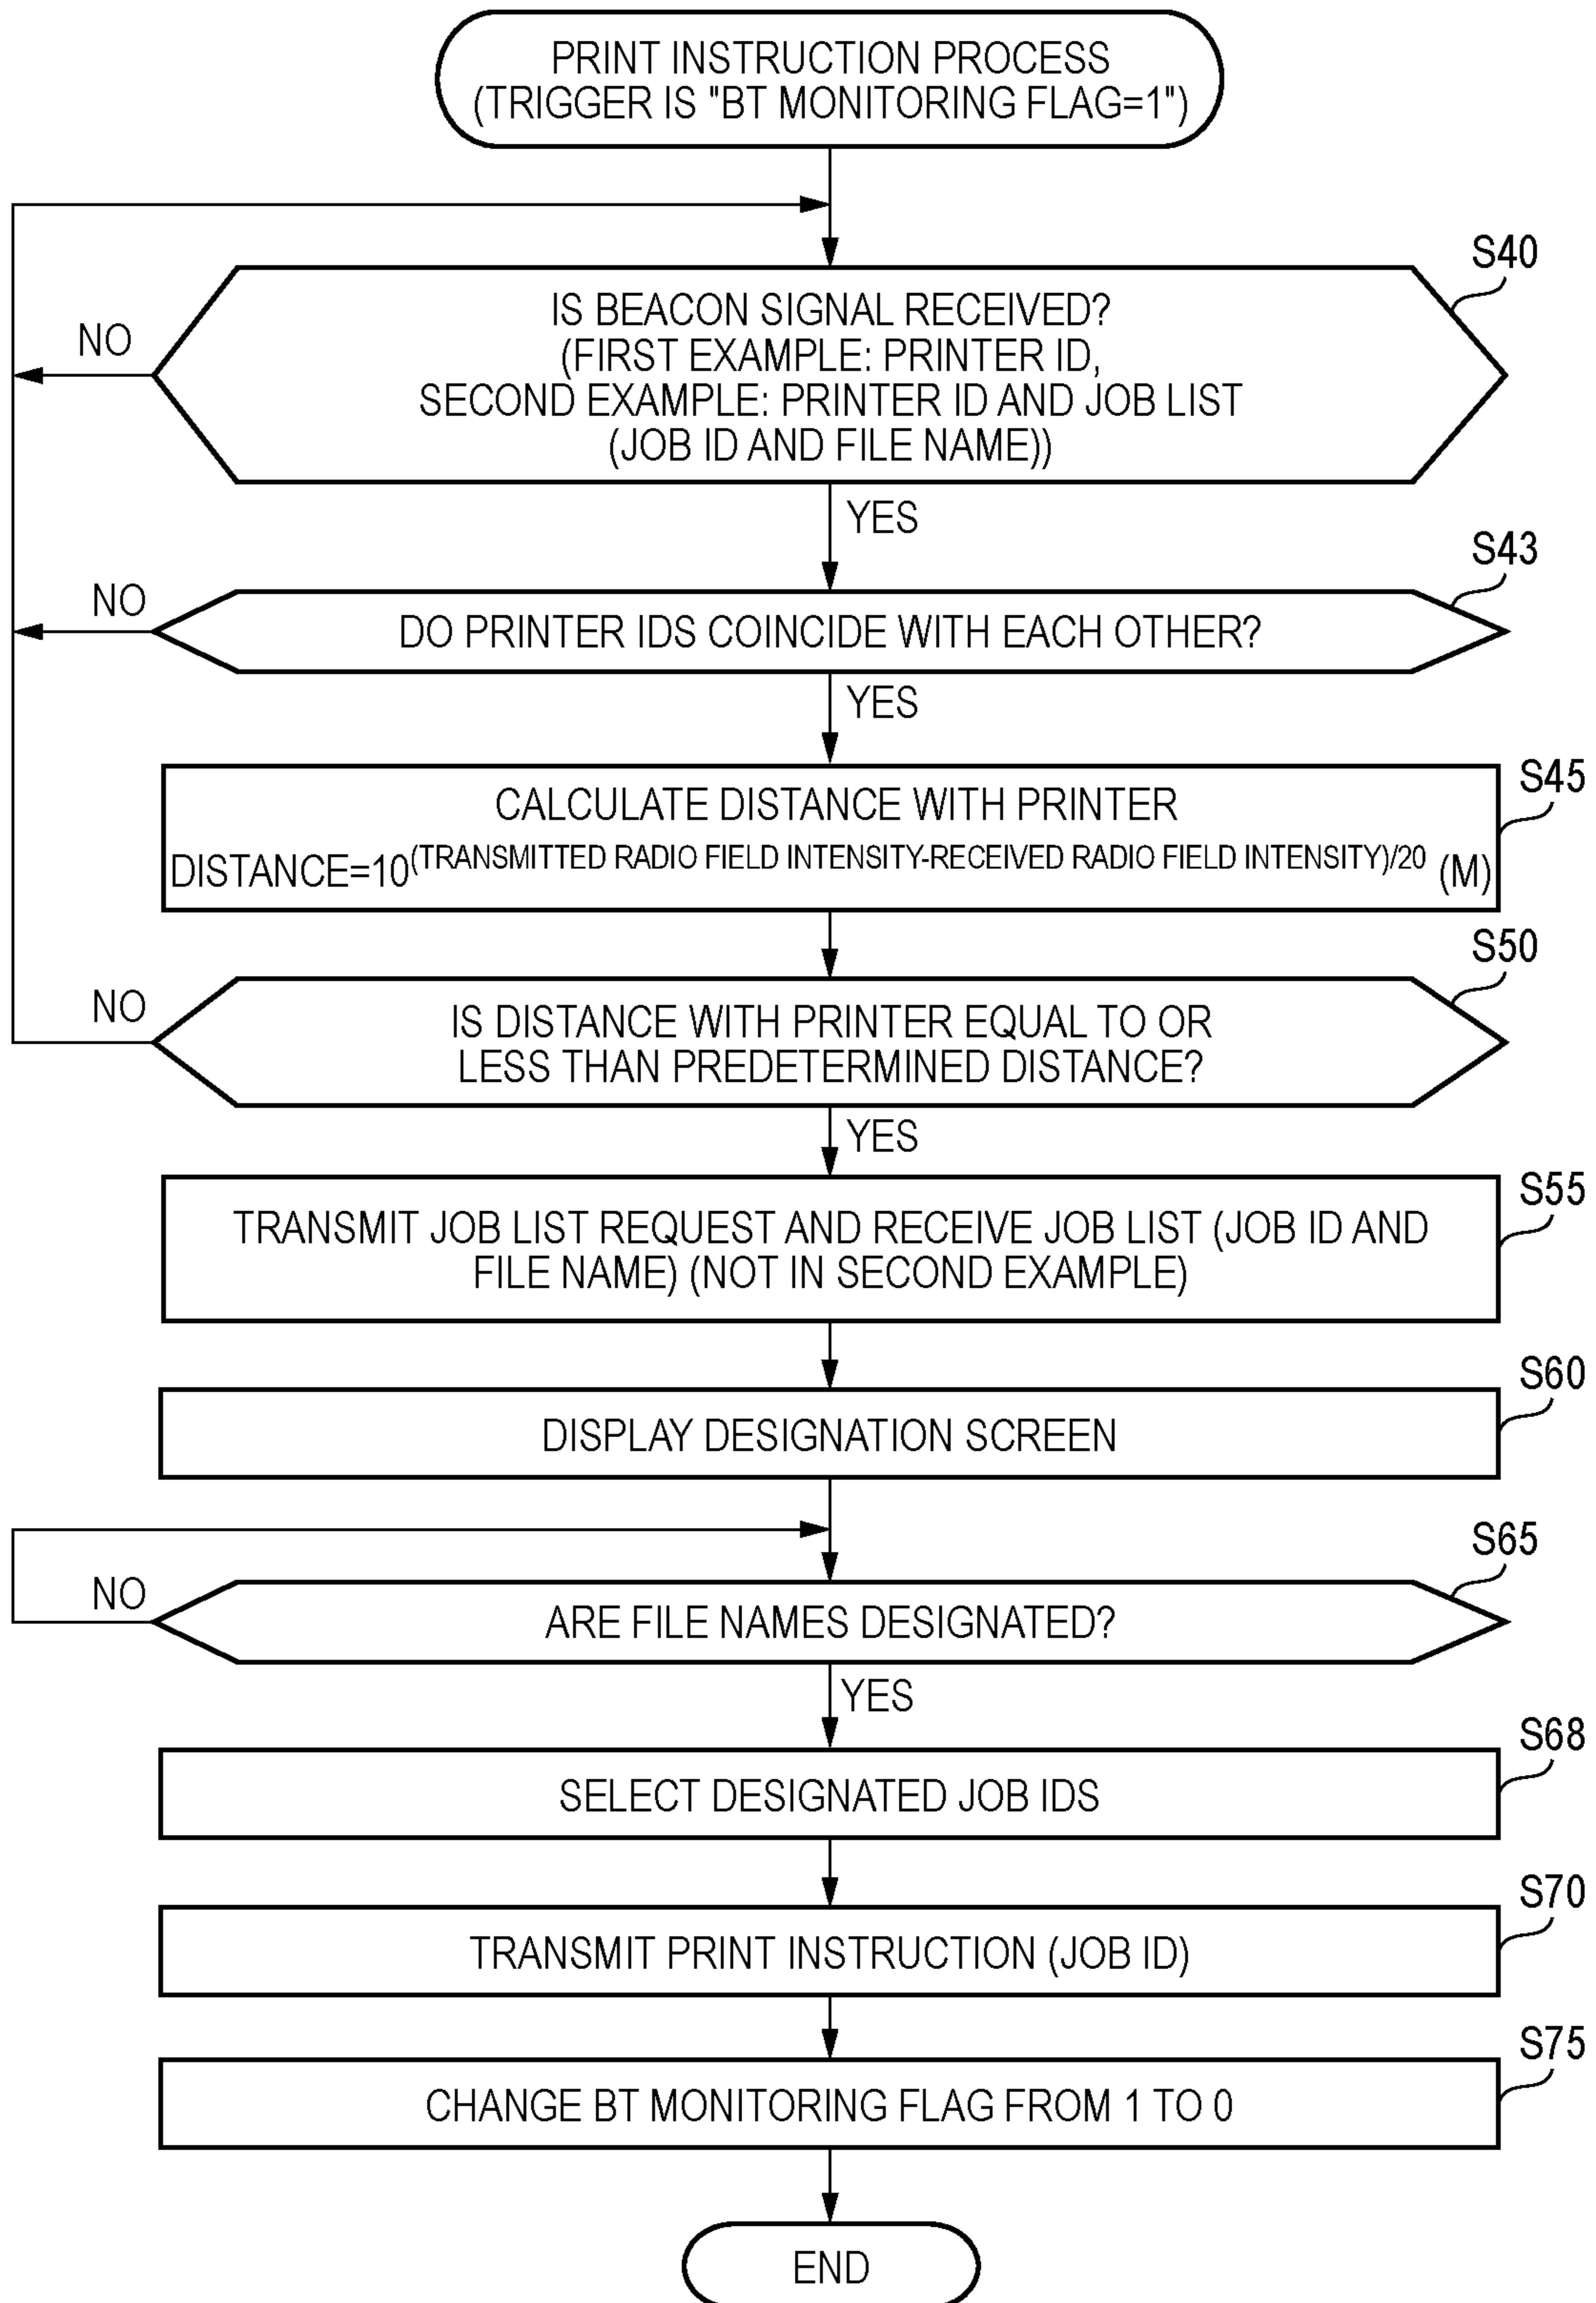 PRINT INSTRUCTION PROCESS
(TRIGGER IS "BT MONITORING FLAG=1")
S40
IS BEACON SIGNAL RECEIVED?
(FIRST EXAMPLE: PRINTER ID,
SECOND EXAMPLE: PRINTER ID AND JOB LIST
(JOB ID AND FILE NAME))
NO
YES
S43
NO
DO PRINTER IDS COINCIDE WITH EACH OTHER?
YES
S45
CALCULATE DISTANCE WITH PRINTER
DISTANCE=10(TRANSMITTED RADIO FIELD INTENSITY-RECEIVED RADIO FIELD INTENSITY)/20 (M)
S50
NO
IS DISTANCE WITH PRINTER EQUAL TO OR
LESS THAN PREDETERMINED DISTANCE?
YES
S55
TRANSMIT JOB LIST REQUEST AND RECEIVE JOB LIST (JOB ID AND
FILE NAME) (NOT IN SECOND EXAMPLE)
S60
DISPLAY DESIGNATION SCREEN
S65
NO
ARE FILE NAMES DESIGNATED?
YES
S68
SELECT DESIGNATED JOB IDS
S70
TRANSMIT PRINT INSTRUCTION (JOB ID)
S75
CHANGE BT MONITORING FLAG FROM 1 TO 0
END